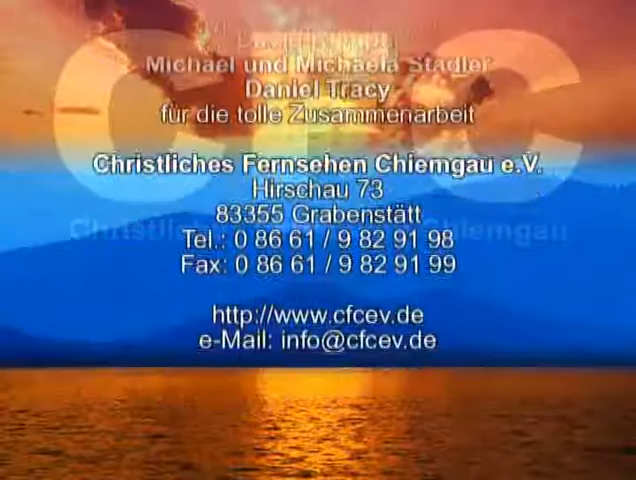 CFC
Michael und Michaela Stadler
Daniel Tracy
für die tolle Zusammenarbeit
Christliches Fernsehen Chiemgau e.V.
Hirschau 73
83355 Grabenstätt
Tel.: 0 86 61 / 9 82 91 98
Fax: 0 86 61 / 9 82 91 99
http://www.cfcev.de
e-Mail: info@cfcev.de